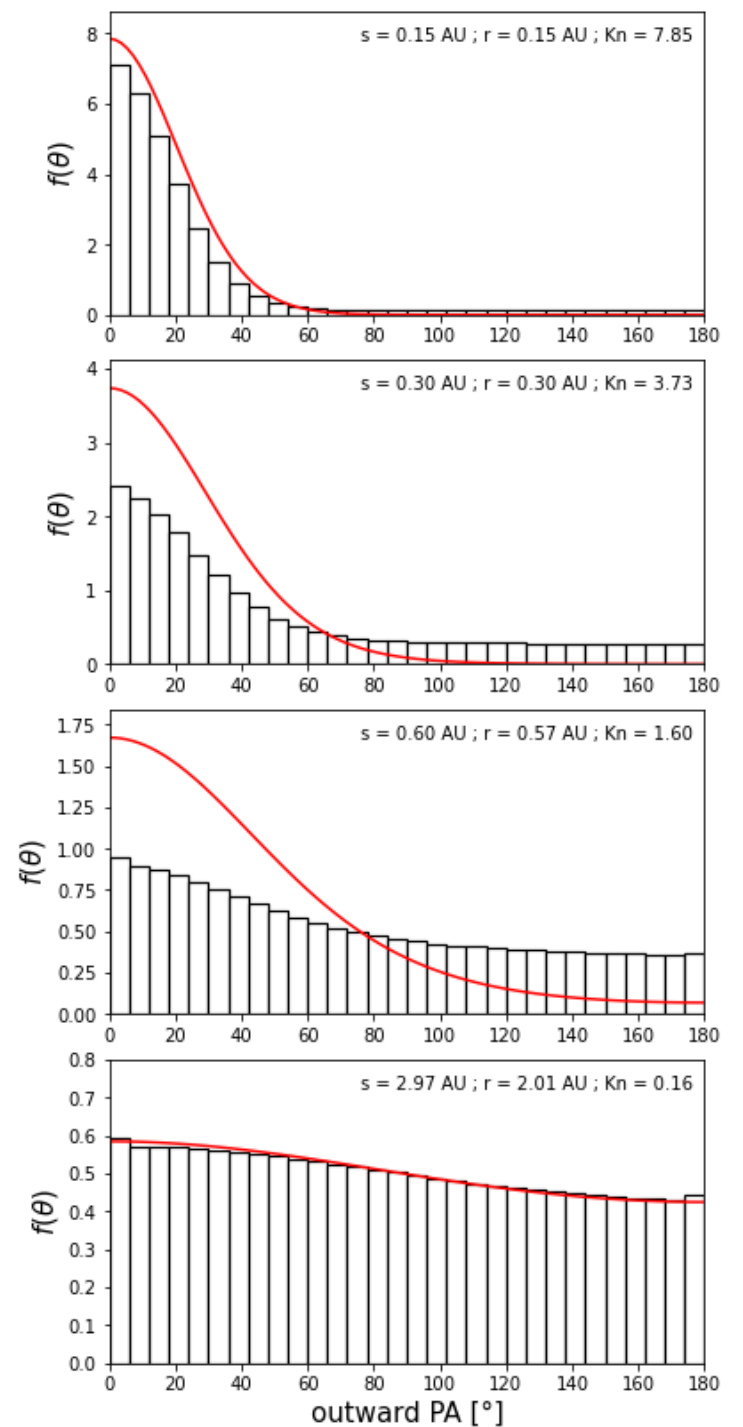 s = 0.15 AU ; r = 0.15 AU ; Kn = 7.85
f(θ)
8
6
4
2
0
0 20 40 60 80 100 120 140 160 180
s = 0.30 AU ; r = 0.30 AU ; Kn = 3.73
f(θ)
4
3
2
1
0
0 20 40 60 80 100 120 140 160 180
s = 0.60 AU ; r = 0.57 AU ; Kn = 1.60
f(θ)
1.75
1.50
1.25
1.00
0.75
0.50
0.25
0.00
0 20 40 60 80 100 120 140 160 180
s = 2.97 AU ; r = 2.01 AU ; Kn = 0.16
f(θ)
0.8
0.7
0.6
0.5
0.4
0.3
0.2
0.1
0.0
0 20 40 60 80 100 120 140 160 180
outward PA [°]